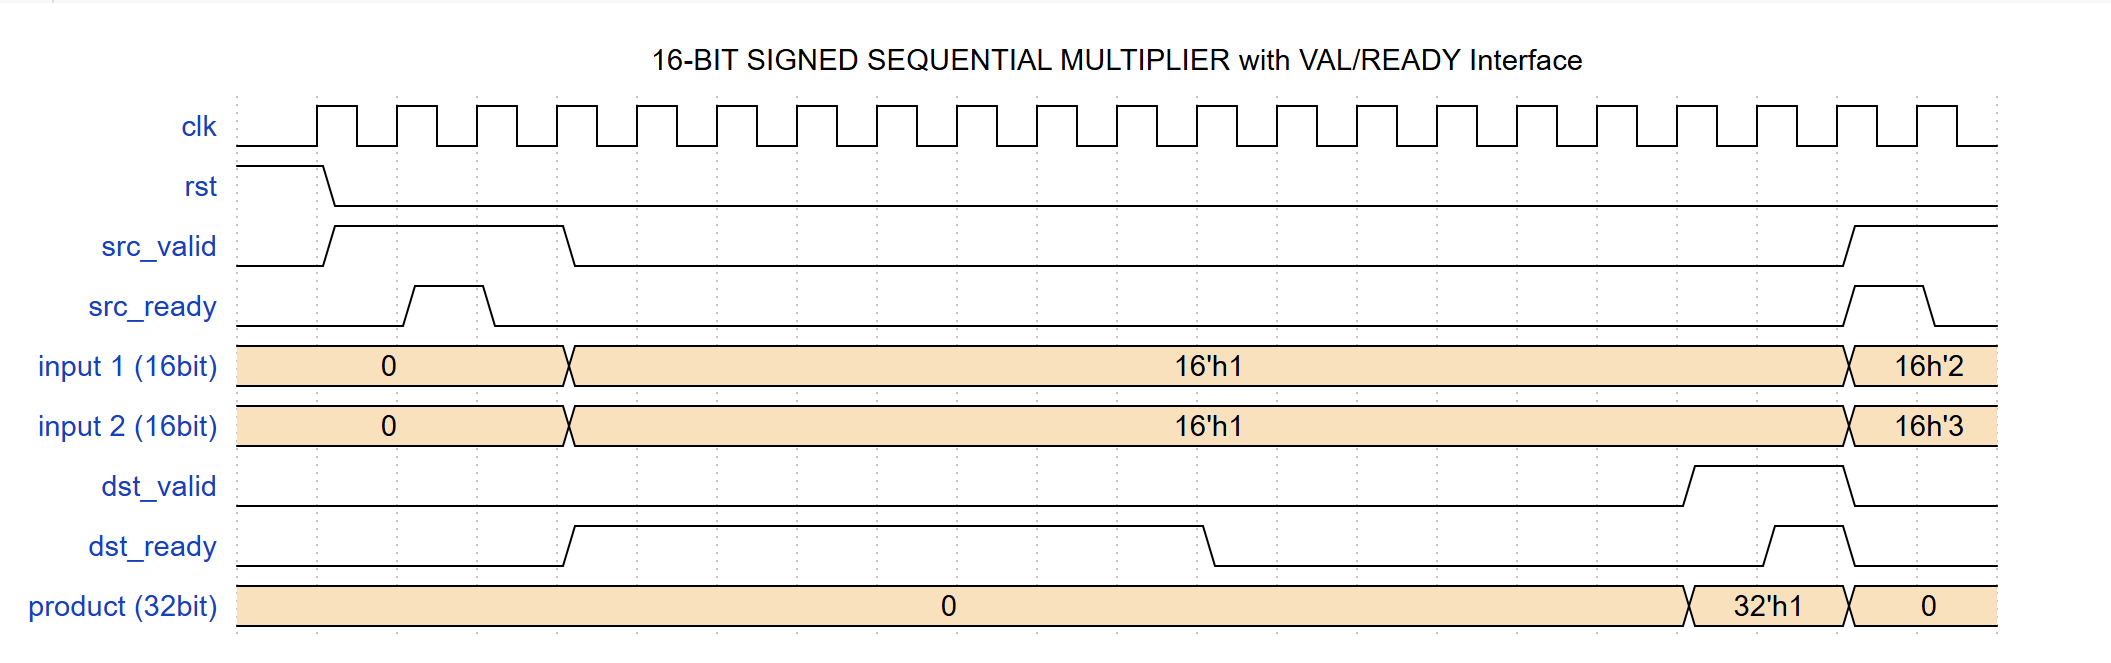 16-BIT SIGNED SEQUENTIAL MULTIPLIER with VAL/READY Interface
clk
rst
src_valid
src_ready
input 1 (16bit) 0 16'h1 16h'2
input 2 (16bit) 0 16'h1 16h'3
dst_valid
dst_ready
product (32bit) 0 32'h1 0